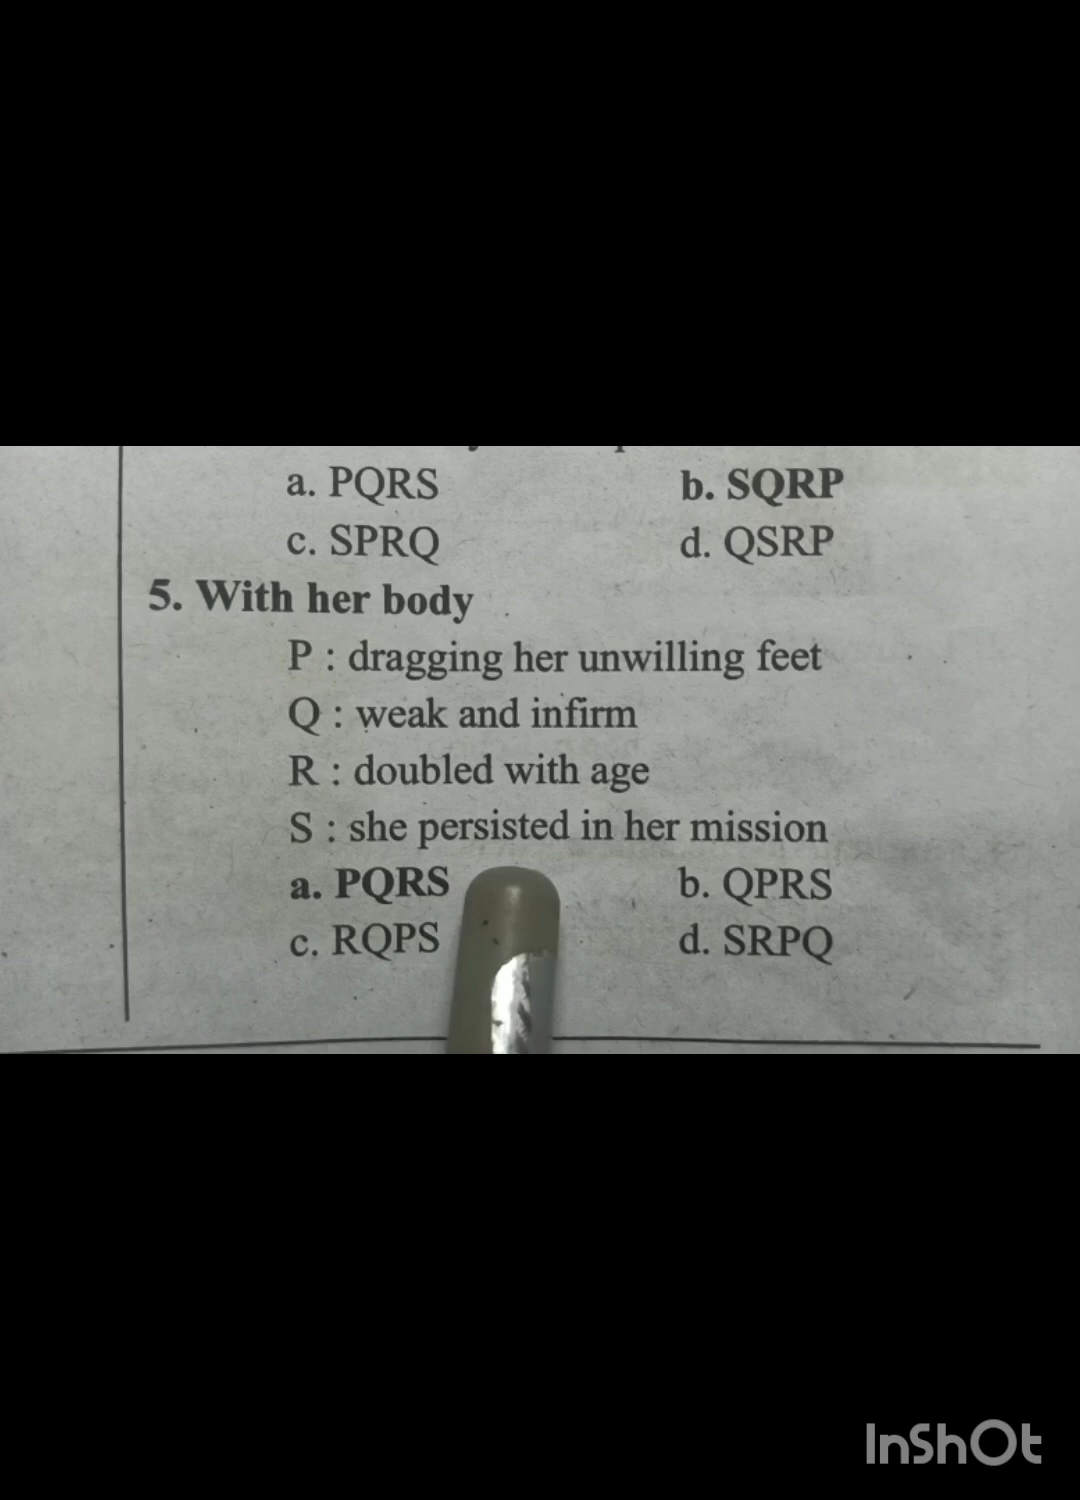 a. PQRS b. SQRP
c. SPRQ d. QSRP
5. With her body
P : dragging her unwilling feet
Q : weak and infirm
R : doubled with age
S : she persisted in her mission
a. PQRS b. QPRS
c. RQPS d. SRPQ
InShOt